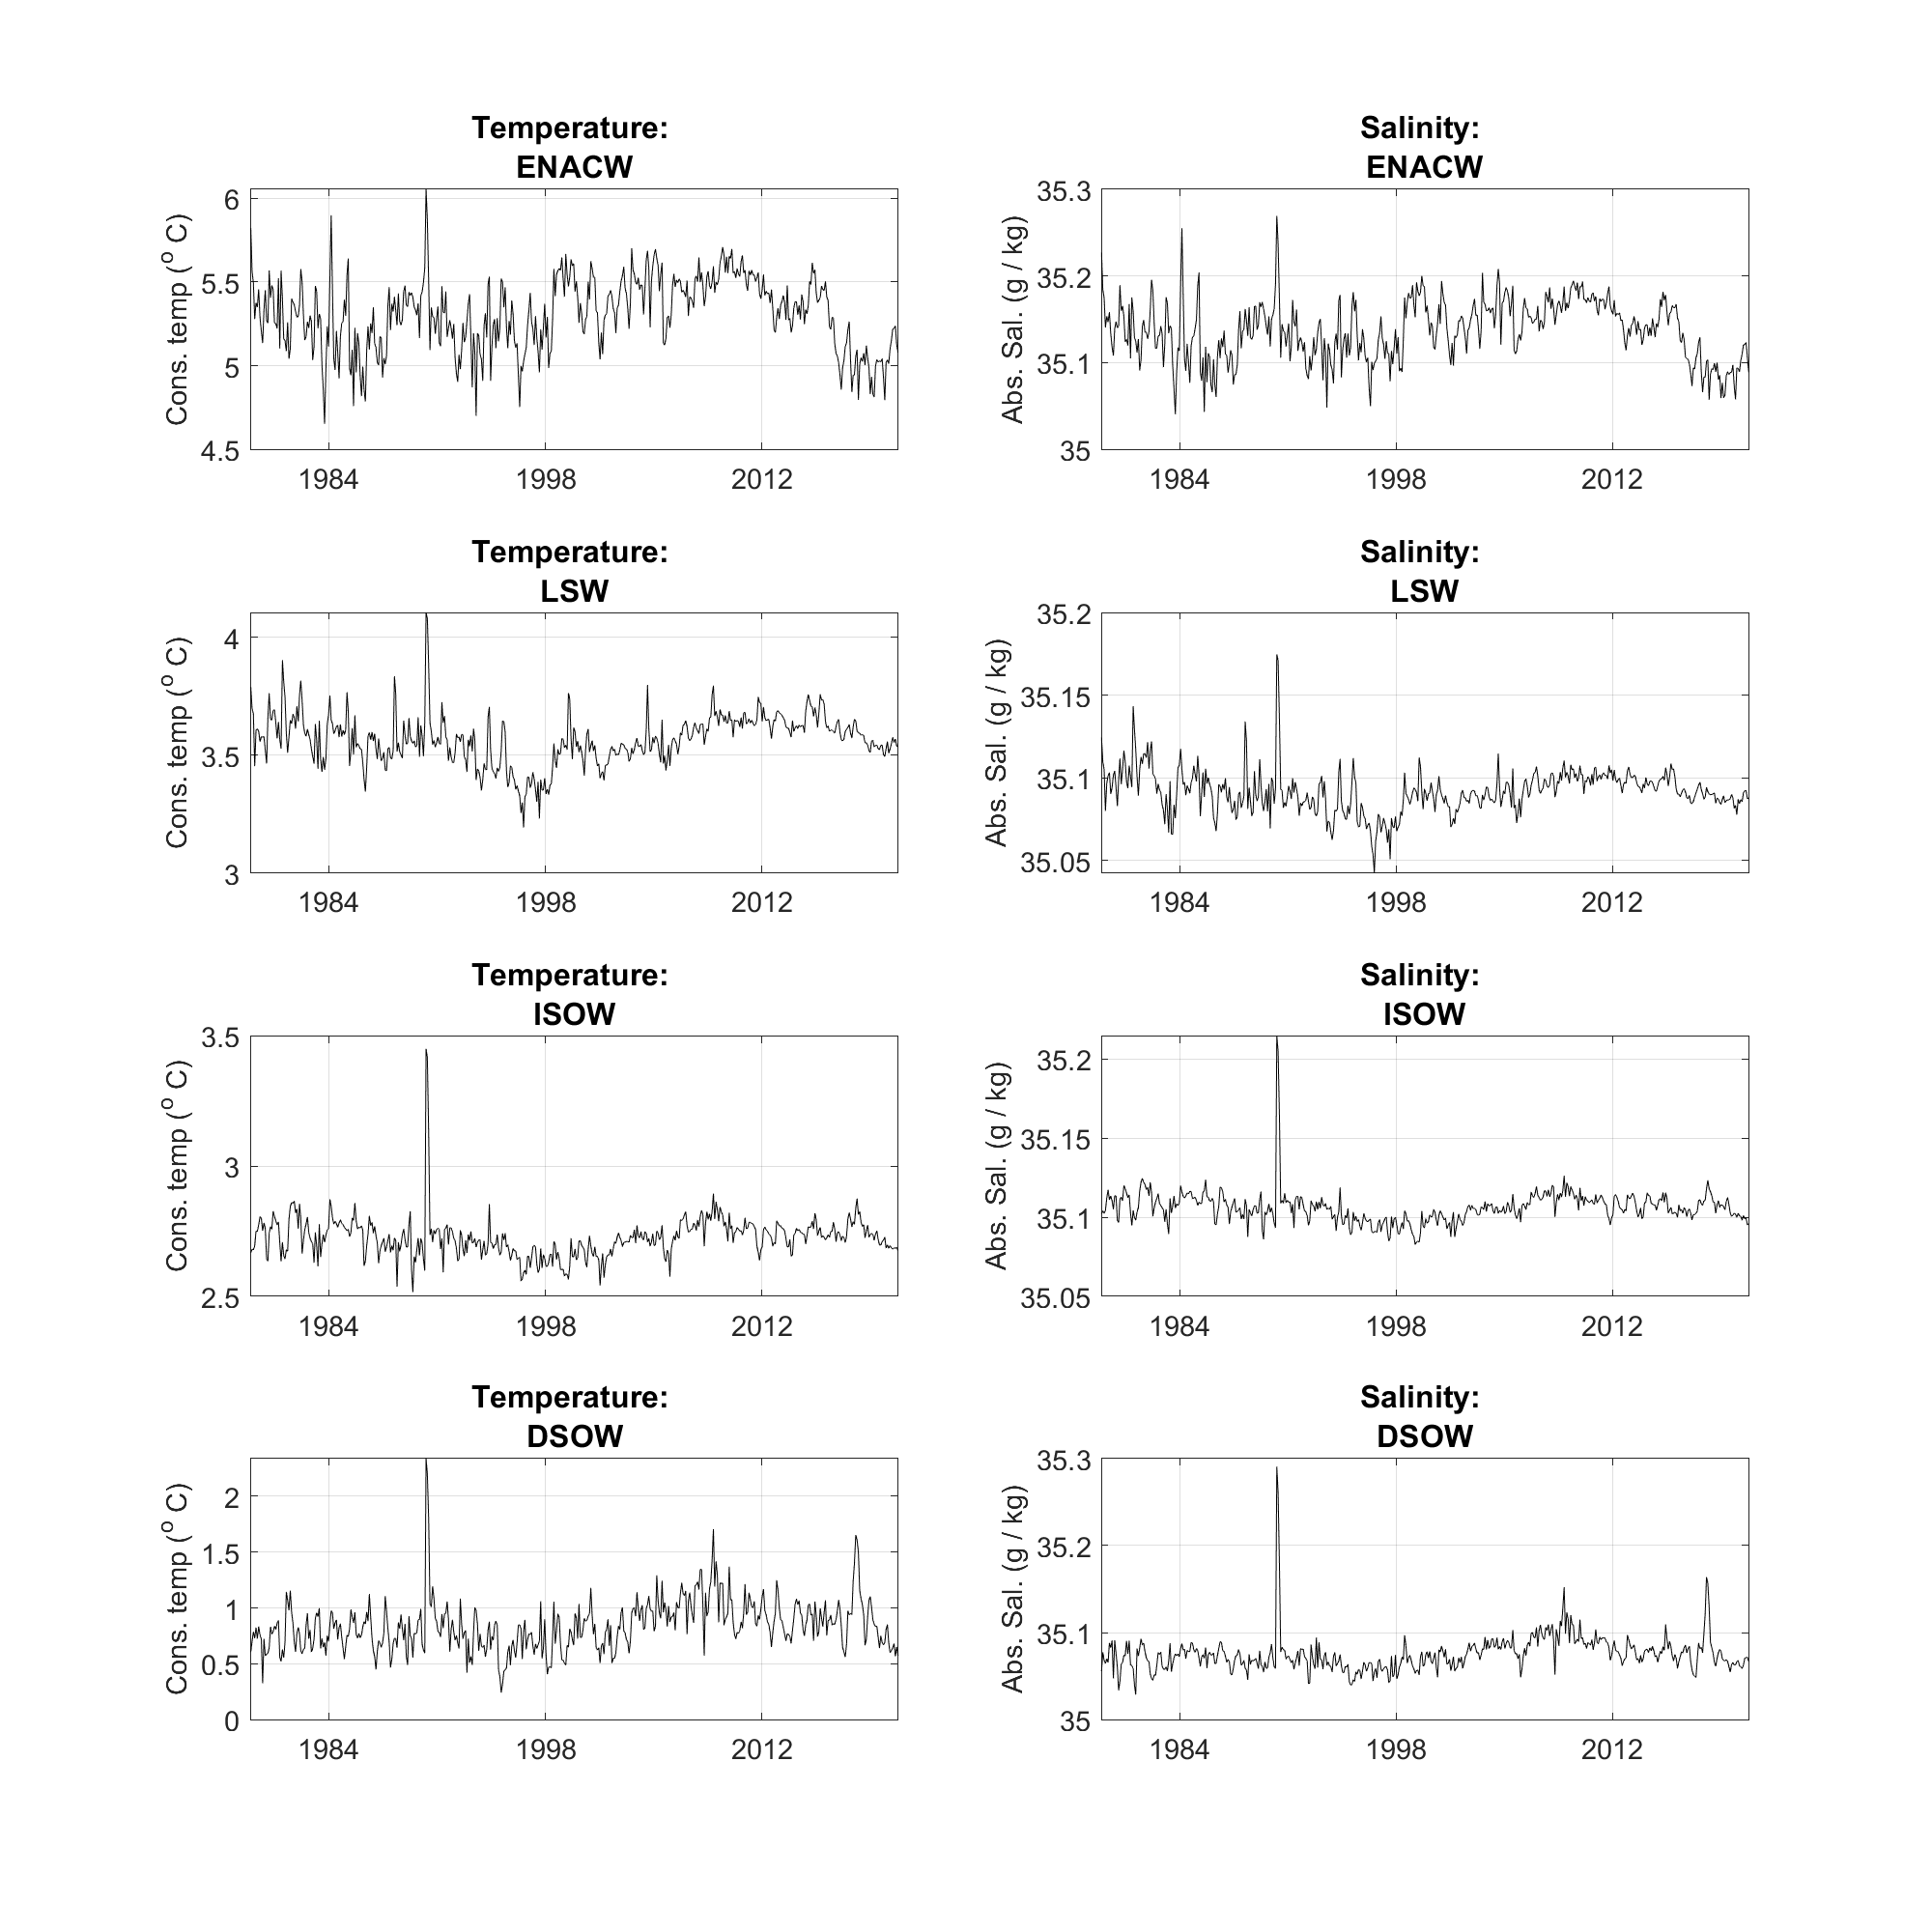 Temperature:
ENACW
Cons. temp (° C)
6
5.5
5
4.5
1984 1998 2012
Salinity:
ENACW
Abs. Sal. (g / kg)
35.3
35.2
35.1
35
1984 1998 2012
Temperature:
LSW
Cons. temp (° C)
4
3.5
3
1984 1998 2012
Salinity:
LSW
Abs. Sal. (g / kg)
35.2
35.15
35.1
35.05
1984 1998 2012
Temperature:
ISOW
Cons. temp (° C)
3.5
3
2.5
1984 1998 2012
Salinity:
ISOW
Abs. Sal. (g / kg)
35.2
35.15
35.1
35.05
1984 1998 2012
Temperature:
DSOW
Cons. temp (° C)
2
1.5
1
0.5
0
1984 1998 2012
Salinity:
DSOW
Abs. Sal. (g / kg)
35.3
35.2
35.1
35
1984 1998 2012